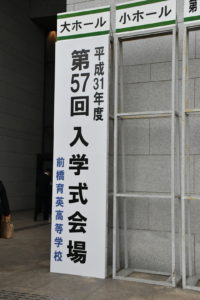 大ホール
小ホール
第
平成31年度
第57回 入学式会場
前橋育英高等学校